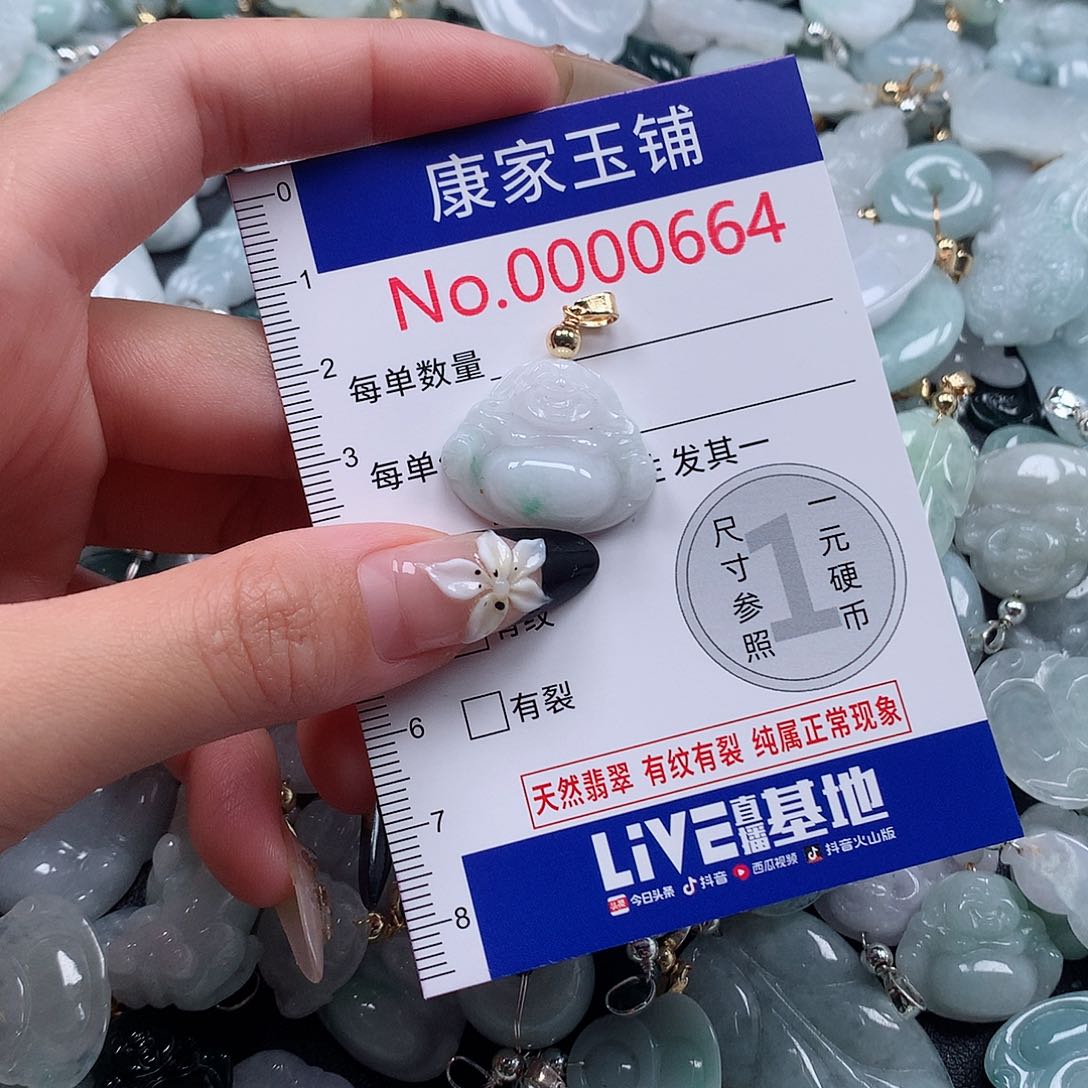 康家玉铺
No.0000664
0
1
2
3
6
7
8
每单数量
每单
发其一
尺寸参照
1
一元硬币
有纹
有裂
天然翡翠 有纹有裂 纯属正常现象
LiVE直播基地
头条 今日头条 抖音 西瓜视频 抖音火山版